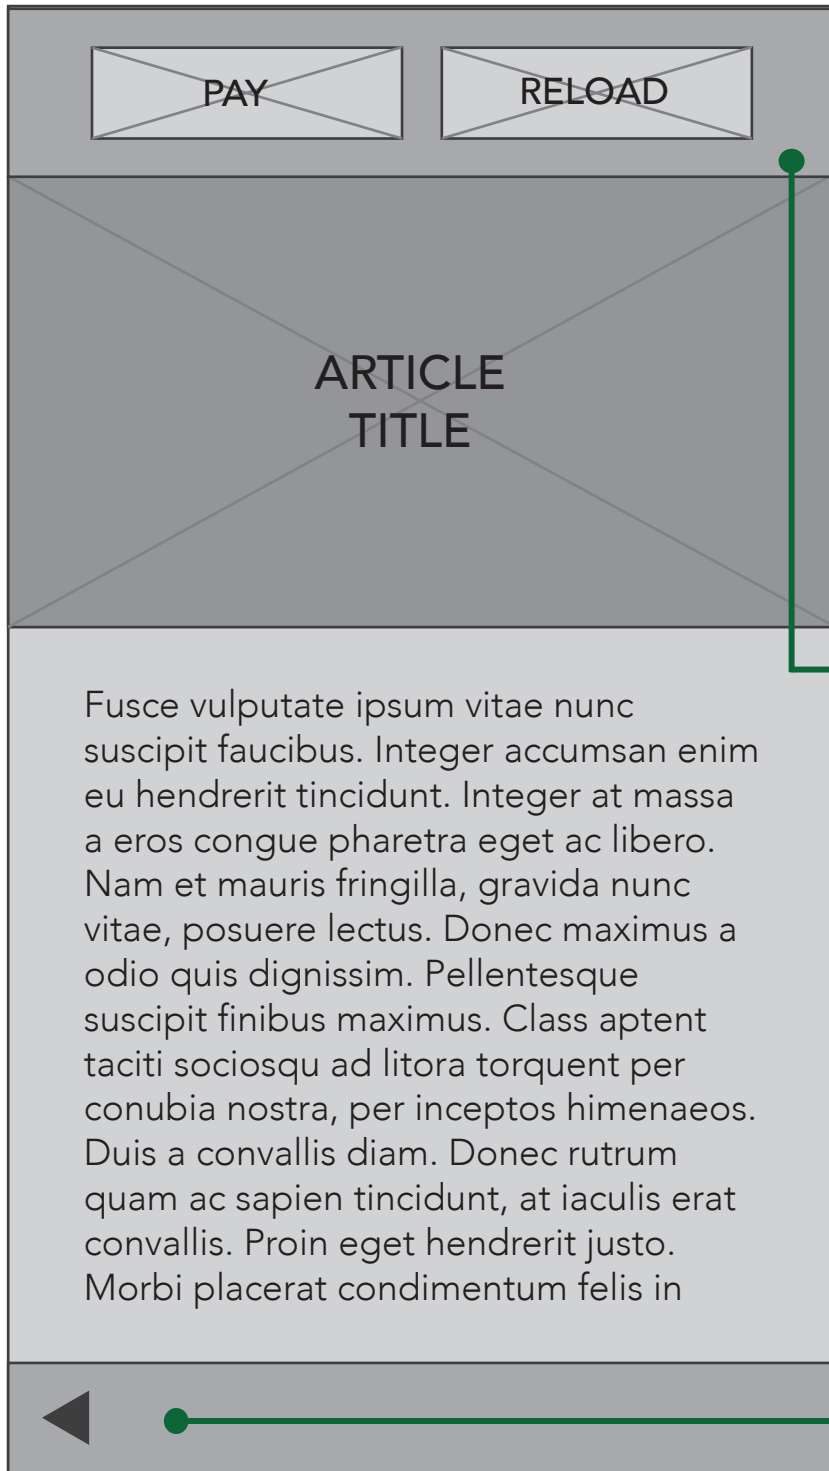 PAY
RELOAD
ARTICLE
TITLE
Fusce vulputate ipsum vitae nunc
suscipit faucibus. Integer accumsan enim
eu hendrerit tincidunt. Integer at massa
a eros congue pharetra eget ac libero.
Nam et mauris fringilla, gravida nunc
vitae, posuere lectus. Donec maximus a
odio quis dignissim. Pellentesque
suscipit finibus maximus. Class aptent
taciti sociosqu ad litora torquent per
conubia nostra, per inceptos himenaeos.
Duis a convallis diam. Donec rutrum
quam ac sapien tincidunt, at iaculis erat
convallis. Proin eget hendrerit justo.
Morbi placerat condimentum felis in